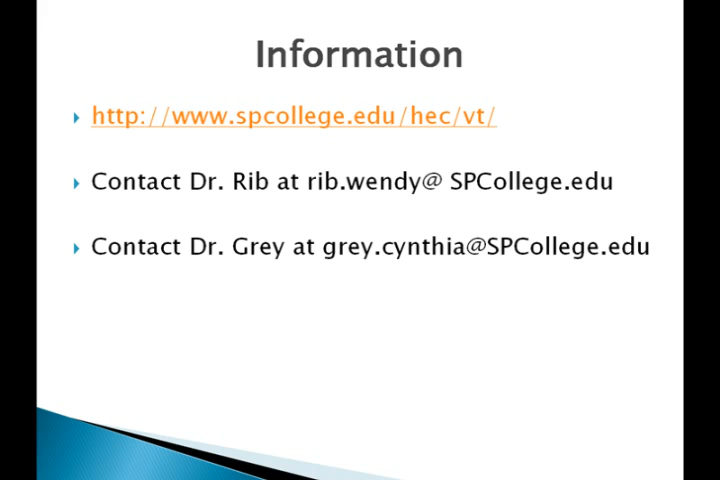 Information
http://www.spcollege.edu/hec/vt/
Contact Dr. Rib at rib.wendy@ SPCollege.edu
Contact Dr. Grey at grey.cynthia@SPCollege.edu